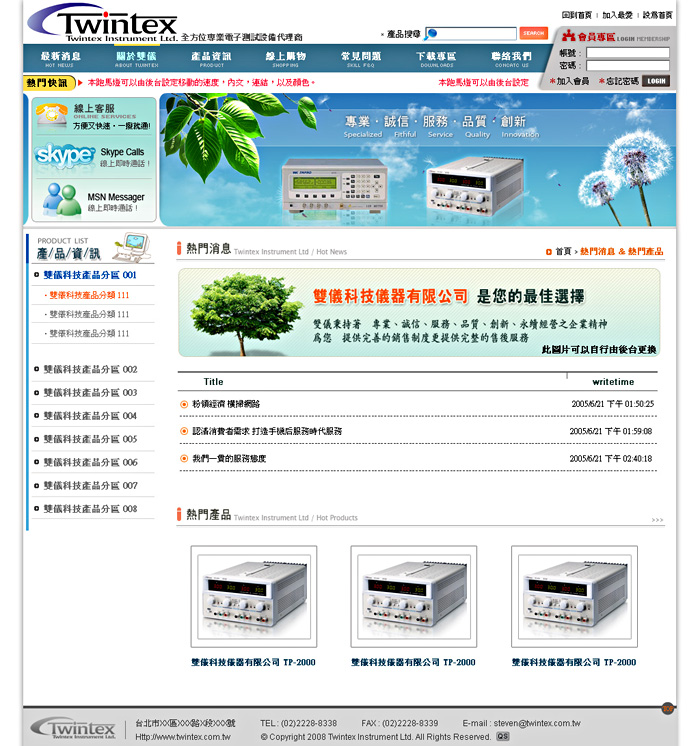 回到首頁 | 加入最愛 | 設為首頁
Twintex
Twintex Instrument Ltd. 全方位專業電子測試設備代理商
產品搜尋
SEARCH
會員專區 LOGIN MEMBERSHIP
帳號：
密碼：
＊加入會員 ＊忘記密碼 LOGIN
最新消息 關於雙儀 產品資訊 線上購物 常見問題 下載專區 聯絡我們
HOT NEWS ABOUT TWINTEX PRODUCT SHOPPING DOWNLOADS
熱門快訊 本跑馬燈可以由後台設定移動的速度，內文，連結，以及顏色。 本跑馬燈可以由後台設定
線上客服
ONLINE SERVICES
方便又快速，一撥就通!
skype Skype Calls
線上即時通話！
MSN Messager
線上即時通話！
專業・誠信・服務・品質・創新
Specialized Fithful Service Quality Innovation
PRODUCT LIST
產/品/資/訊
雙儀科技產品分區 001
・雙儀科技產品分類 111
・雙儀科技產品分類 111
・雙儀科技產品分類 111
雙儀科技產品分區 002
雙儀科技產品分區 003
雙儀科技產品分區 004
雙儀科技產品分區 005
雙儀科技產品分區 006
雙儀科技產品分區 007
雙儀科技產品分區 008
熱門消息 Twintex Instrument Ltd / Hot News
首頁 › 熱門消息 & 熱門產品
雙儀科技儀器有限公司 是您的最佳選擇
雙儀秉持著 專業、誠信、服務、品質、創新、永續經營之企業精神
為您 提供完善的銷售制度更提供完整的售後服務
此圖片可以自行由後台更換
Title writetime
粉領經濟 橫掃網路 2005/6/21 下午 01:50:25
認清消費者需求 打造手機后服務時代服務 2005/6/21 下午 01:59:08
我們一貫的服務態度 2005/6/21 下午 02:40:18
熱門產品 Twintex Instrument Ltd / Hot Products
>>>
雙儀科技儀器有限公司 TP-2000
雙儀科技儀器有限公司 TP-2000
雙儀科技儀器有限公司 TP-2000
Twintex
Twintex Instrument Ltd.
台北市XX區XXX路X段XXX號 TEL : (02)2228-8338 FAX : (02)2228-8339 E-mail : steven@twintex.com.tw
Http://www.twintex.com.tw © Copyright 2008 Twintex Instrument Ltd. All Rights Reserved.